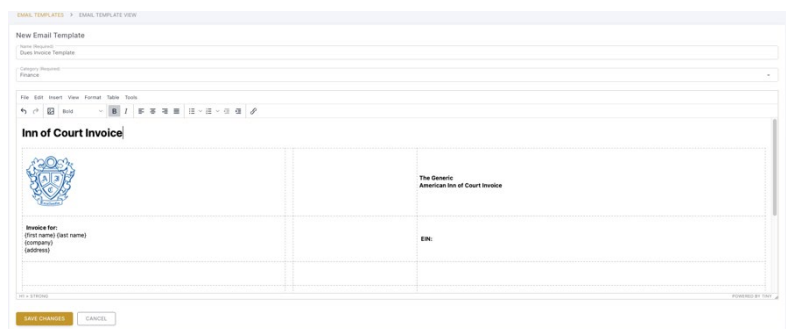 EMAIL TEMPLATES > EMAIL TEMPLATE VIEW
New Email Template
Name (Required)
Dues Invoice Template
Category (Required)
Finance
File Edit Insert View Format Table Tools
Bold B I
Inn of Court Invoice
A I
C
The Generic
American Inn of Court Invoice
Invoice for:
{first name} {last name}
{company}
{address}
EIN:
H1 » STRONG
POWERED BY TINY
SAVE CHANGES CANCEL